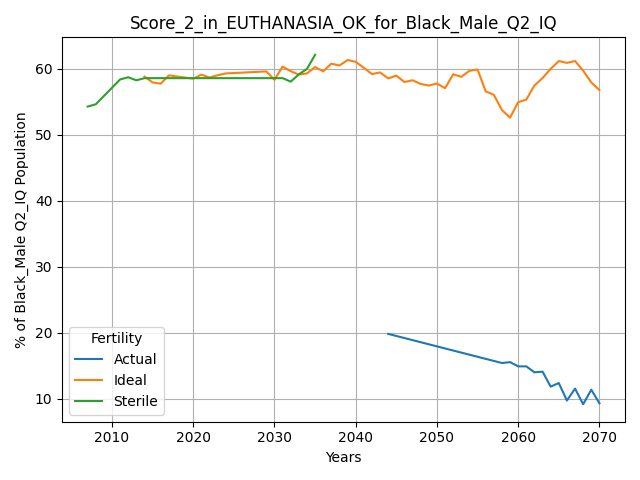 Score_2_in_EUTHANASIA_OK_for_Black_Male_Q2_IQ
% of Black_Male Q2_IQ Population
60
50
40
30
20
10
Fertility
Actual
Ideal
Sterile
2010 2020 2030 2040 2050 2060 2070
Years